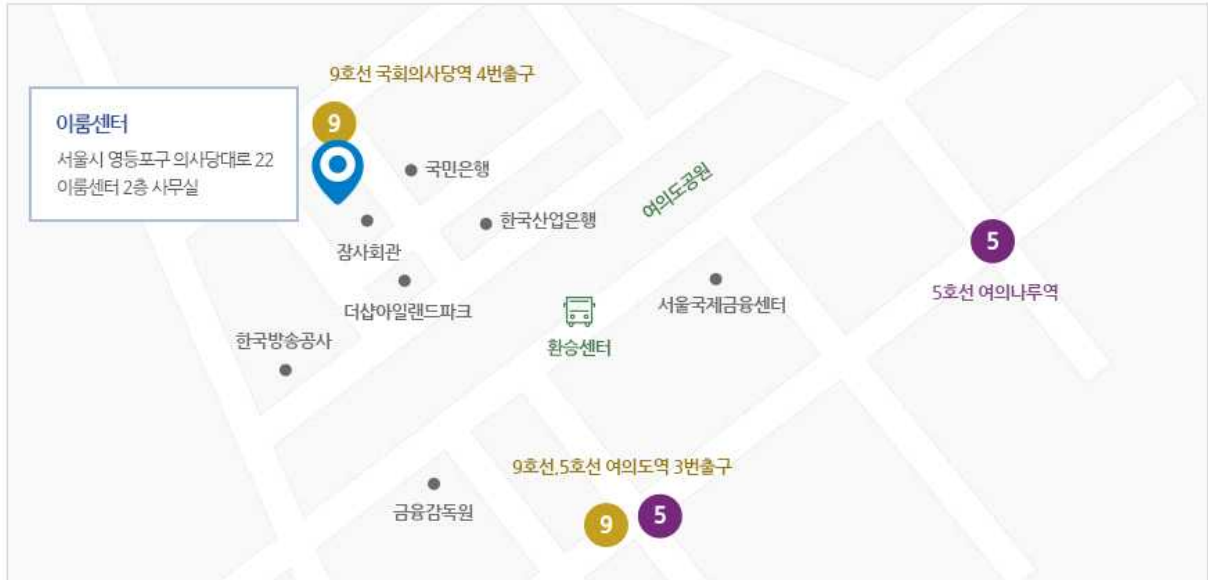 9호선 국회의사당역 4번출구
이룸센터
서울시 영등포구 의사당대로 22
이룸센터 2층 사무실
9
국민은행
한국산업은행
여의도공원
잠사회관
5
더샵아일랜드파크
서울국제금융센터
5호선 여의나루역
한국방송공사
환승센터
9호선,5호선 여의도역 3번출구
금융감독원
9
5